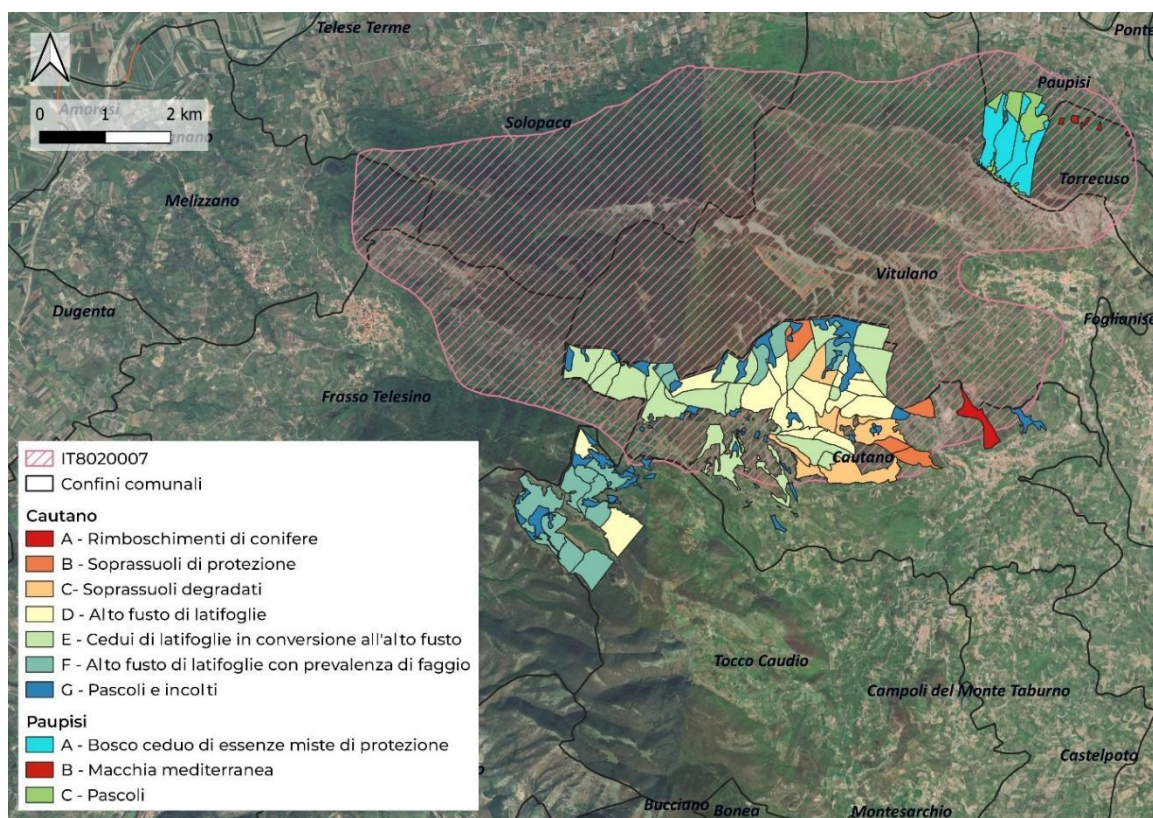 Telese Terme
Ponte
Paupisi
0 1 2 km
Amorosi
Solopaca
Torrecuso
Melizzano
Vitulano
Dugenta
Foglianise
Frasso Telesino
Cautano
IT8020007
Confini comunali
Cautano
A - Rimboschimenti di conifere
B - Soprassuoli di protezione
C- Soprassuoli degradati
D - Alto fusto di latifoglie
E - Cedui di latifoglie in conversione all'alto fusto
F - Alto fusto di latifoglie con prevalenza di faggio
G - Pascoli e incolti
Tocco Caudio
Campoli del Monte Taburno
Paupisi
A - Bosco ceduo di essenze miste di protezione
B - Macchia mediterranea
C - Pascoli
Castelpoto
Bucciano
Bonea
Montesarchio